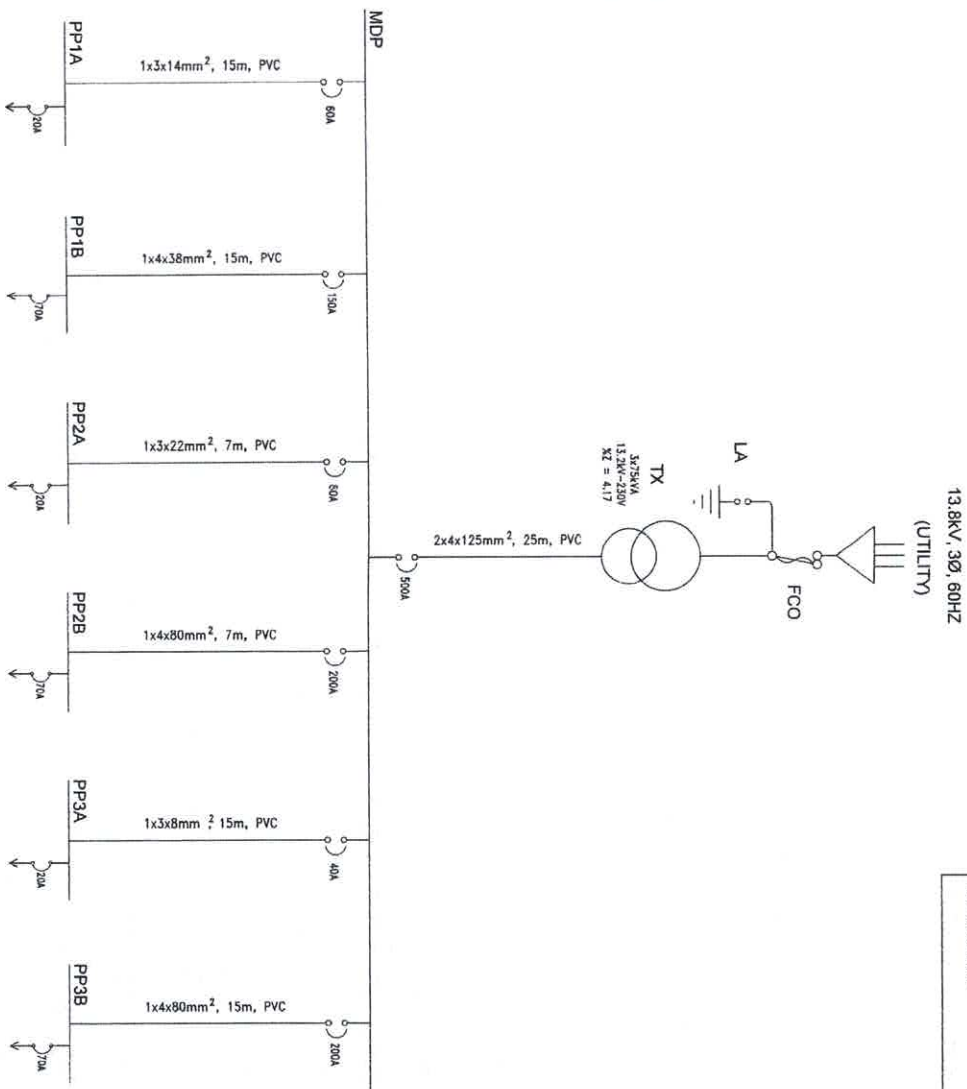 13.8kV, 3Ø, 60HZ
(UTILITY)
FCO
LA
TX
3x75kVA
13.2kV-230V
%Z = 4.17
2x4x125mm², 25m, PVC
500A
MDP
60A
1x3x14mm², 15m, PVC
PP1A
20A
150A
1x4x38mm², 15m, PVC
PP1B
70A
60A
1x3x22mm², 7m, PVC
PP2A
20A
200A
1x4x80mm², 7m, PVC
PP2B
70A
40A
1x3x8mm², 15m, PVC
PP3A
20A
200A
1x4x80mm², 15m, PVC
PP3B
70A